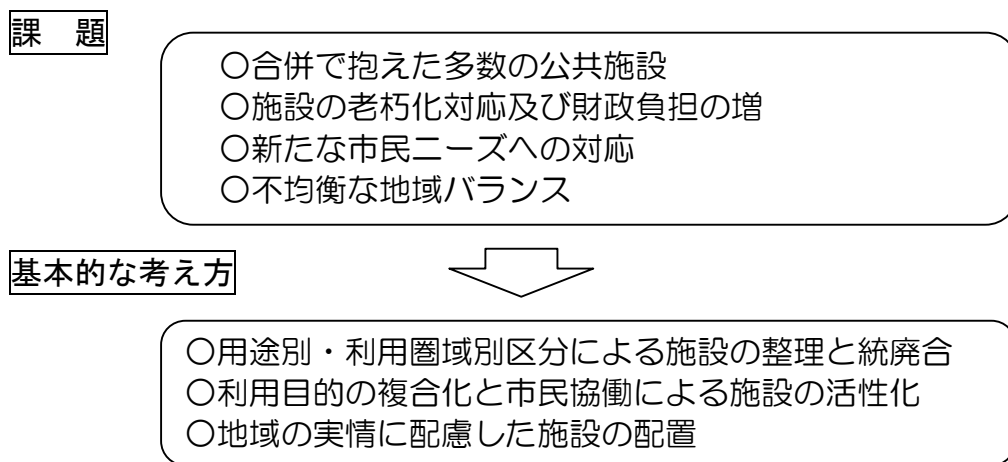 課　題
○合併で抱えた多数の公共施設
○施設の老朽化対応及び財政負担の増
○新たな市民ニーズへの対応
○不均衡な地域バランス
基本的な考え方
○用途別・利用圏域別区分による施設の整理と統廃合
○利用目的の複合化と市民協働による施設の活性化
○地域の実情に配慮した施設の配置